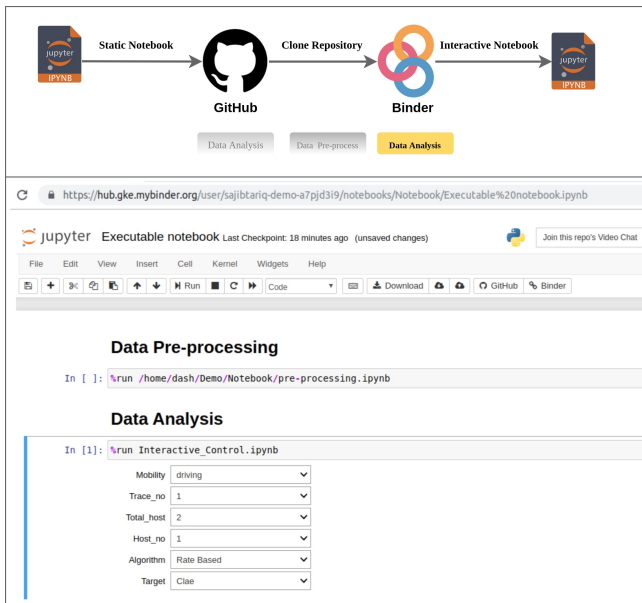 Static Notebook Clone Repository Interactive Notebook
jupyter jupyter
IPYNB IPYNB
GitHub Binder
Data Analysis Data Pre-process Data Analysis
https://hub.gke.mybinder.org/user/sajibtariq-demo-a7pjd3i9/notebooks/Notebook/Executable%20notebook.ipynb
jupyter Executable notebook Last Checkpoint: 18 minutes ago (unsaved changes) Join this repo's Video Chat
File Edit View Insert Cell Kernel Widgets Help
Run Code Download GitHub Binder
Data Pre-processing
In [ ]: %run /home/dash/Demo/Notebook/pre-processing.ipynb
Data Analysis
In [1]: %run Interactive_Control.ipynb
Mobility driving
Trace_no 1
Total_host 2
Host_no 1
Algorithm Rate Based
Target Clae